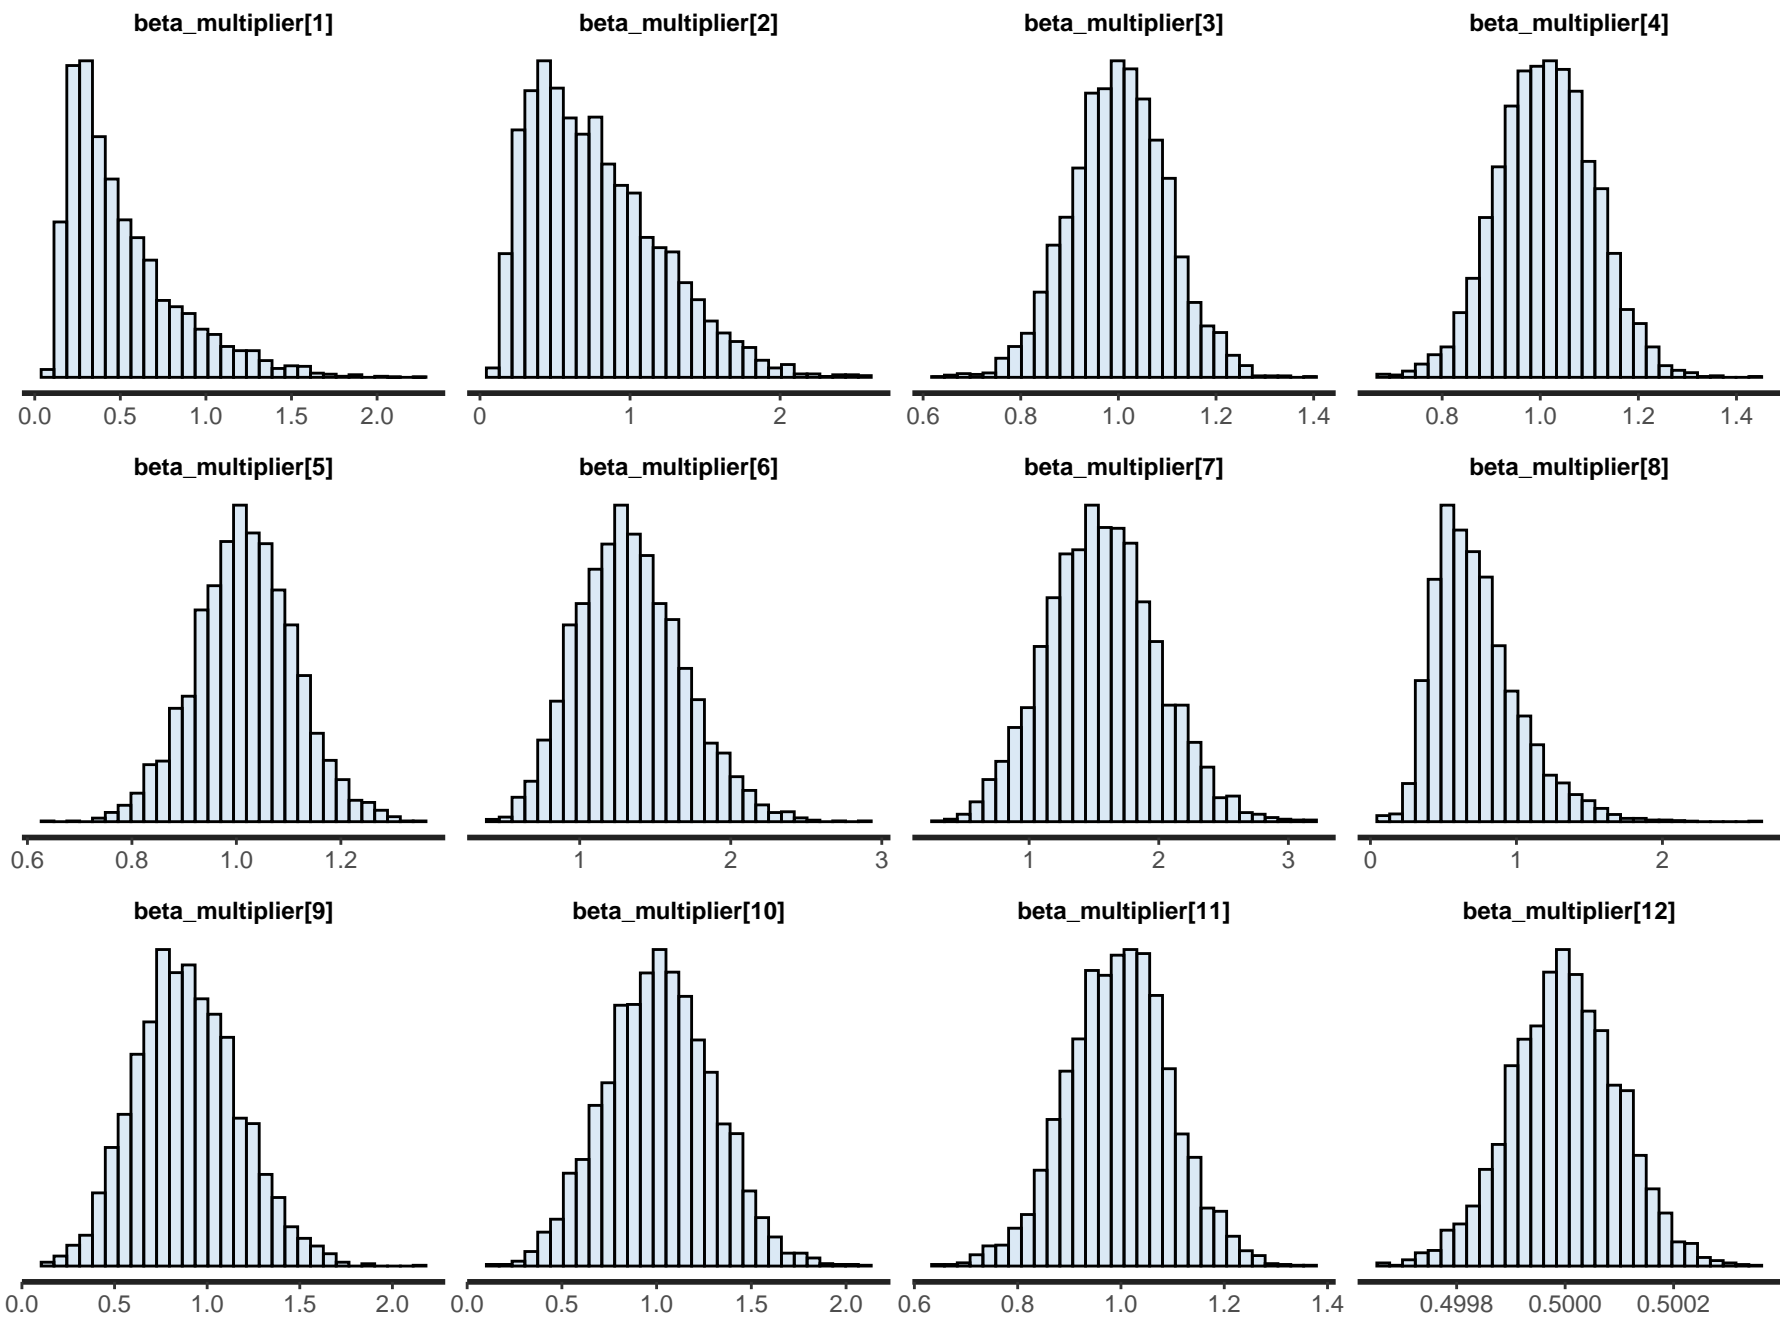 beta_multiplier[1] beta_multiplier[2] beta_multiplier[3] beta_multiplier[4]
0.0 0.5 1.0 1.5 2.0 0 1 2 0.6 0.8 1.0 1.2 1.4 0.8 1.0 1.2 1.4
beta_multiplier[5] beta_multiplier[6] beta_multiplier[7] beta_multiplier[8]
0.6 0.8 1.0 1.2 1 2 3 1 2 3 0 1 2
beta_multiplier[9] beta_multiplier[10] beta_multiplier[11] beta_multiplier[12]
0.0 0.5 1.0 1.5 2.0 0.0 0.5 1.0 1.5 2.0 0.6 0.8 1.0 1.2 1.4 0.4998 0.5000 0.5002